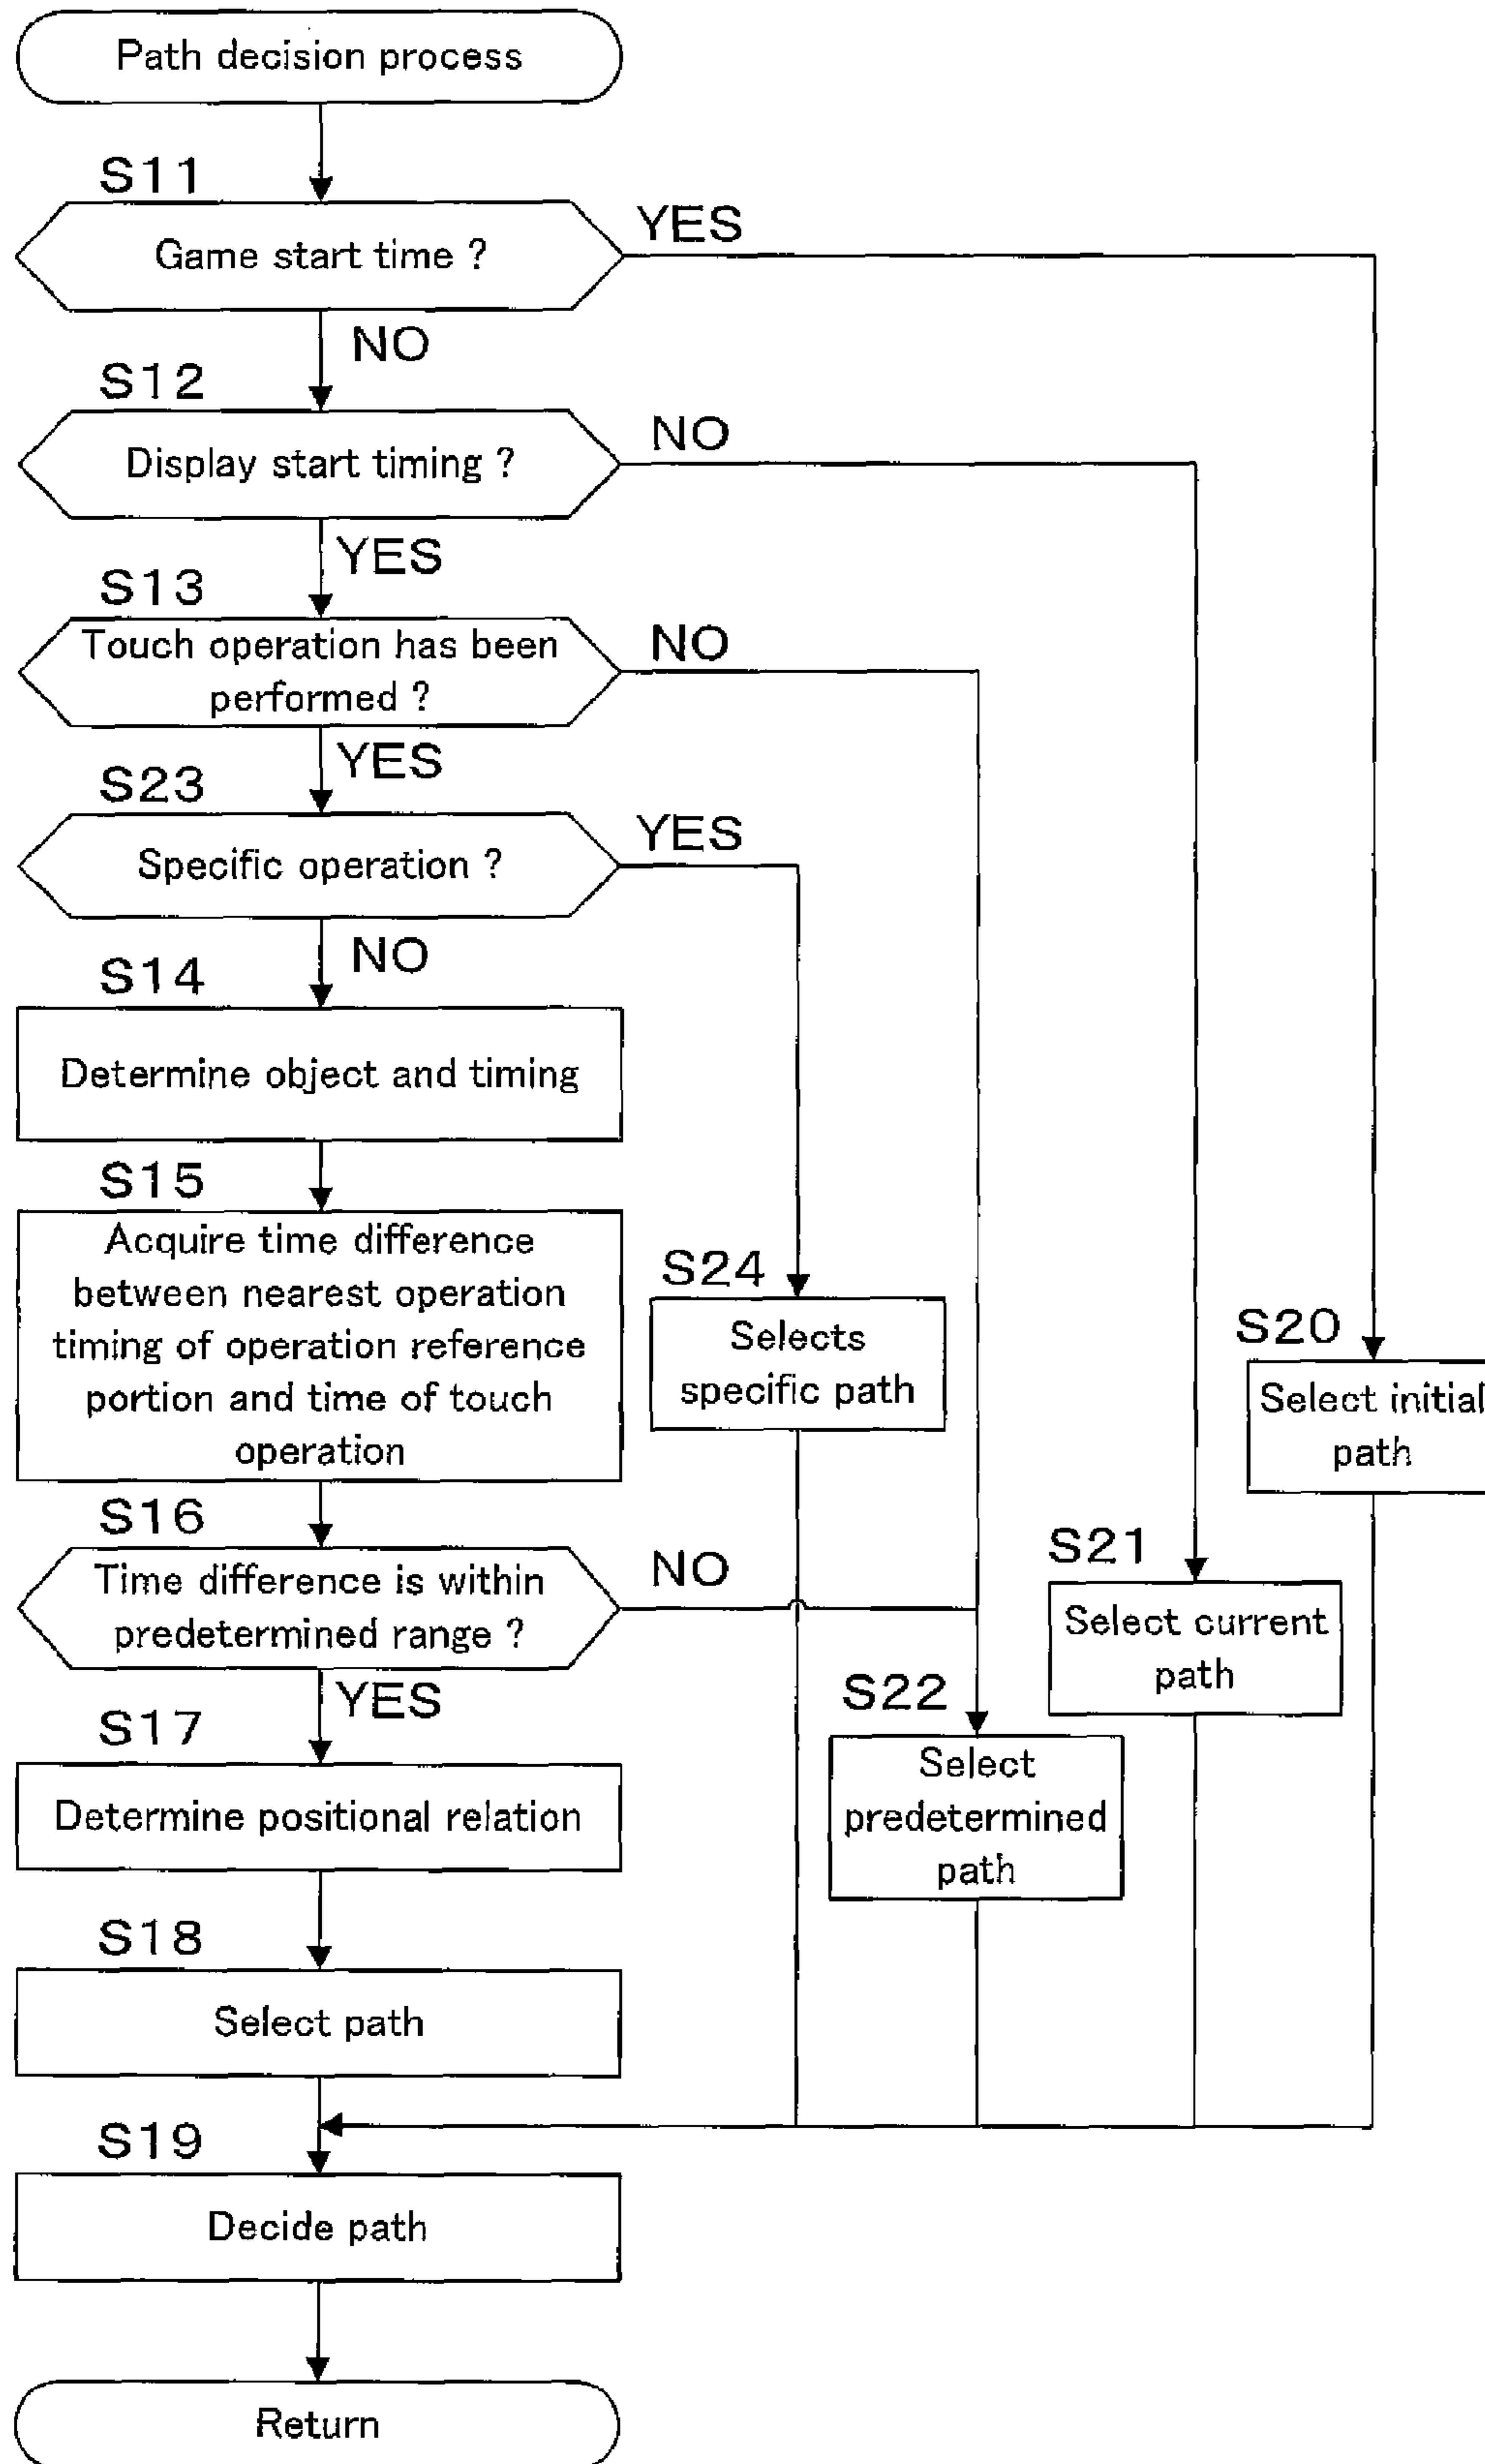 Path decision process
S11
Game start time ?
YES
NO
S12
Display start timing ?
NO
YES
S13
Touch operation has been
performed ?
NO
YES
S23
Specific operation ?
YES
NO
S14
Determine object and timing
S15
Acquire time difference
between nearest operation
timing of operation reference
portion and time of touch
operation
S24
Selects
specific path
S20
Select initial
path
S16
Time difference is within
predetermined range ?
NO
YES
S21
Select current
path
S22
Select
predetermined
path
S17
Determine positional relation
S18
Select path
S19
Decide path
Return